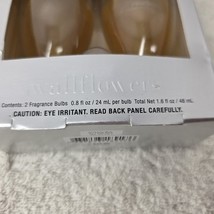 wallflowers
Contents: 2 Fragrance Bulbs 0.8 fl oz / 24 mL per bulb Total Net 1.6 fl oz / 48 mL
CAUTION: EYE IRRITANT. READ BACK PANEL CAREFULLY.